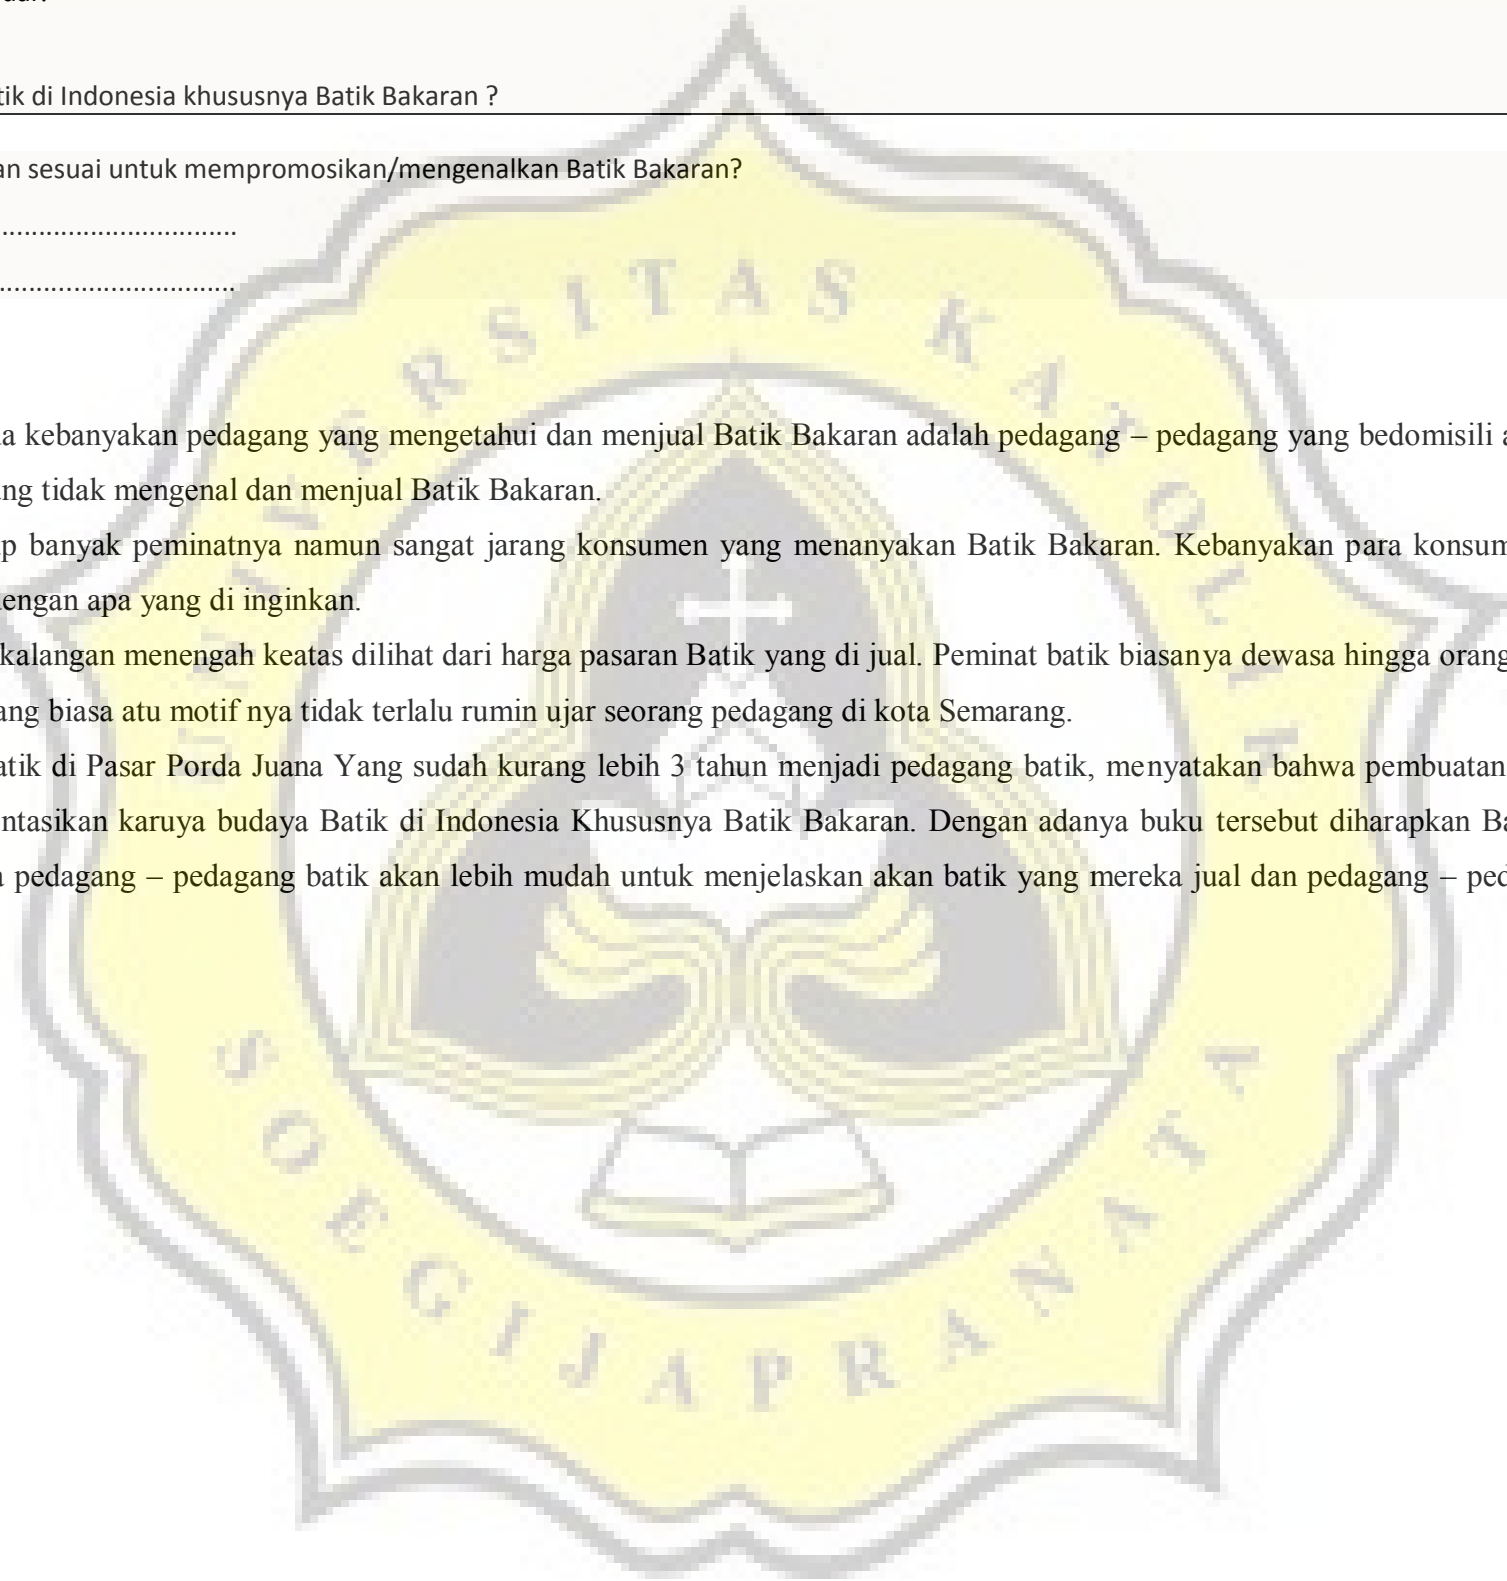 tik di Indonesia khususnya Batik Bakaran ?
an sesuai untuk mempromosikan/mengenalkan Batik Bakaran?
................................
................................
a kebanyakan pedagang yang mengetahui dan menjual Batik Bakaran adalah pedagang – pedagang yang bedomisili a
ng tidak mengenal dan menjual Batik Bakaran.
p banyak peminatnya namun sangat jarang konsumen yang menanyakan Batik Bakaran. Kebanyakan para konsum
dengan apa yang di inginkan.
kalangan menengah keatas dilihat dari harga pasaran Batik yang di jual. Peminat batik biasanya dewasa hingga orang
ang biasa atu motif nya tidak terlalu rumin ujar seorang pedagang di kota Semarang.
atik di Pasar Porda Juana Yang sudah kurang lebih 3 tahun menjadi pedagang batik, menyatakan bahwa pembuatan
ntasikan karuya budaya Batik di Indonesia Khususnya Batik Bakaran. Dengan adanya buku tersebut diharapkan Ba
a pedagang – pedagang batik akan lebih mudah untuk menjelaskan akan batik yang mereka jual dan pedagang – ped
UNIVERSITAS KATOLIK
SOEGIJAPRANATA